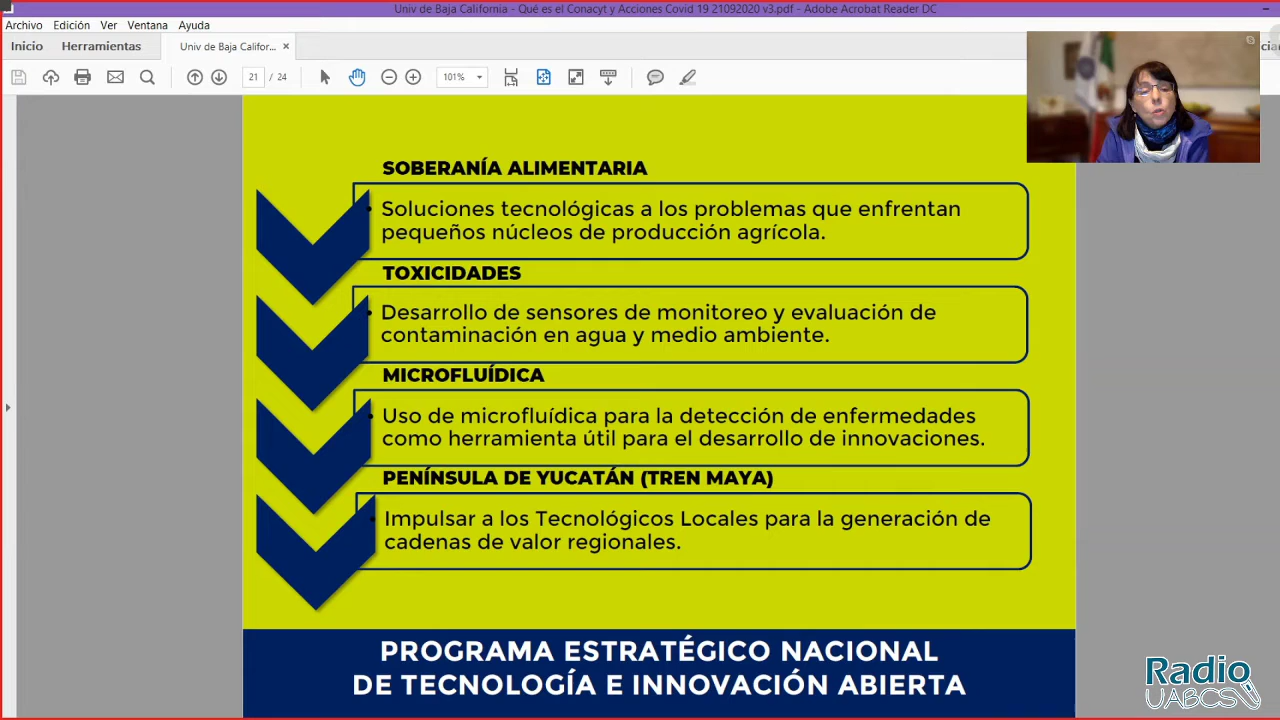 Univ de Baja California - Qué es el Conacyt y Acciones Covid 19 21092020 v3.pdf - Adobe Acrobat Reader DC
Archivo Edición Ver Ventana Ayuda
Inicio Herramientas Univ de Baja Califor... ×
21 / 24 101%
SOBERANÍA ALIMENTARIA
• Soluciones tecnológicas a los problemas que enfrentan
pequeños núcleos de producción agrícola.
TOXICIDADES
• Desarrollo de sensores de monitoreo y evaluación de
contaminación en agua y medio ambiente.
MICROFLUÍDICA
• Uso de microfluídica para la detección de enfermedades
como herramienta útil para el desarrollo de innovaciones.
PENÍNSULA DE YUCATÁN (TREN MAYA)
• Impulsar a los Tecnológicos Locales para la generación de
cadenas de valor regionales.
PROGRAMA ESTRATÉGICO NACIONAL
DE TECNOLOGÍA E INNOVACIÓN ABIERTA
Radio
UABCS